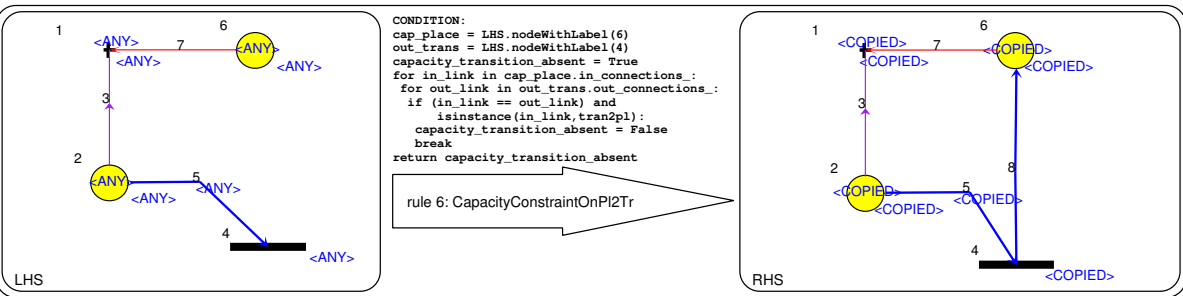 1
6
<ANY>
7
<ANY>
<ANY>
<ANY>
3
2
<ANY>
5
<ANY>
<ANY>
4
<ANY>
LHS
CONDITION:
cap_place = LHS.nodeWithLabel(6)
out_trans = LHS.nodeWithLabel(4)
capacity_transition_absent = True
for in_link in cap_place.in_connections_:
for out_link in out_trans.out_connections_:
if (in_link == out_link) and
isinstance(in_link,tran2pl):
capacity_transition_absent = False
break
return capacity_transition_absent
rule 6: CapacityConstraintOnPl2Tr
1
6
<COPIED>
7
<COPIED>
<COPIED>
<COPIED>
3
2
8
<COPIED>
5
<COPIED>
<COPIED>
4
<COPIED>
RHS